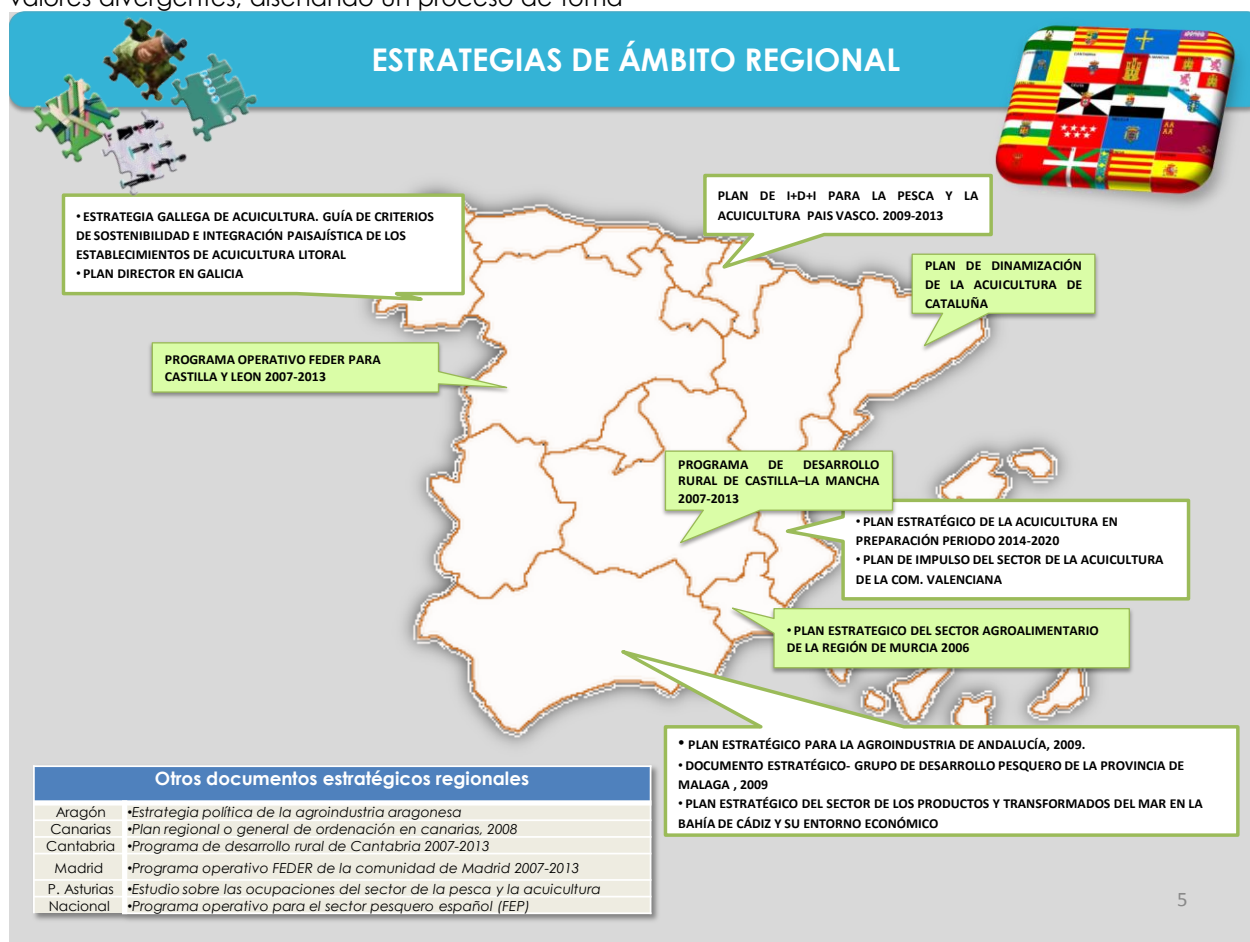 valores divergentes, diseñando un proceso de toma
ESTRATEGIAS DE ÁMBITO REGIONAL
• ESTRATEGIA GALLEGA DE ACUICULTURA. GUÍA DE CRITERIOS
DE SOSTENIBILIDAD E INTEGRACIÓN PAISAJÍSTICA DE LOS
ESTABLECIMIENTOS DE ACUICULTURA LITORAL
• PLAN DIRECTOR EN GALICIA
PLAN DE I+D+I PARA LA PESCA Y LA
ACUICULTURA PAIS VASCO. 2009-2013
PLAN DE DINAMIZACIÓN
DE LA ACUICULTURA DE
CATALUÑA
PROGRAMA OPERATIVO FEDER PARA
CASTILLA Y LEON 2007-2013
PROGRAMA DE DESARROLLO
RURAL DE CASTILLA–LA MANCHA
2007-2013
• PLAN ESTRATÉGICO DE LA ACUICULTURA EN
PREPARACIÓN PERIODO 2014-2020
• PLAN DE IMPULSO DEL SECTOR DE LA ACUICULTURA
DE LA COM. VALENCIANA
• PLAN ESTRATEGICO DEL SECTOR AGROALIMENTARIO
DE LA REGIÓN DE MURCIA 2006
• PLAN ESTRATÉGICO PARA LA AGROINDUSTRIA DE ANDALUCÍA, 2009.
• DOCUMENTO ESTRATÉGICO- GRUPO DE DESARROLLO PESQUERO DE LA PROVINCIA DE
MALAGA , 2009
• PLAN ESTRATÉGICO DEL SECTOR DE LOS PRODUCTOS Y TRANSFORMADOS DEL MAR EN LA
BAHÍA DE CÁDIZ Y SU ENTORNO ECONÓMICO
Otros documentos estratégicos regionales
Aragón •Estrategia política de la agroindustria aragonesa
Canarias •Plan regional o general de ordenación en canarias, 2008
Cantabria •Programa de desarrollo rural de Cantabria 2007-2013
Madrid •Programa operativo FEDER de la comunidad de Madrid 2007-2013
P. Asturias •Estudio sobre las ocupaciones del sector de la pesca y la acuicultura
Nacional •Programa operativo para el sector pesquero español (FEP)
5